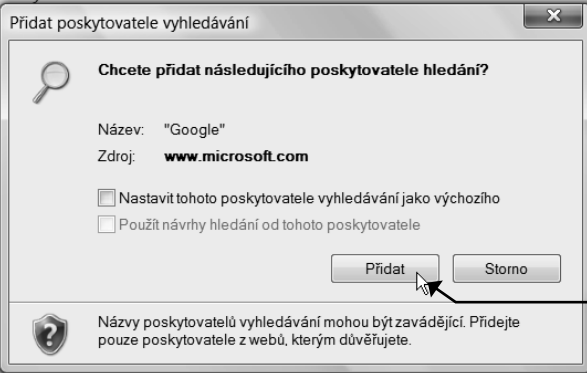 Přidat poskytovatele vyhledávání
Chcete přidat následujícího poskytovatele hledání?
Název: "Google"
Zdroj: www.microsoft.com
Nastavit tohoto poskytovatele vyhledávání jako výchozího
Použít návrhy hledání od tohoto poskytovatele
Přidat Storno
Názvy poskytovatelů vyhledávání mohou být zavádějící. Přidejte
pouze poskytovatele z webů, kterým důvěřujete.